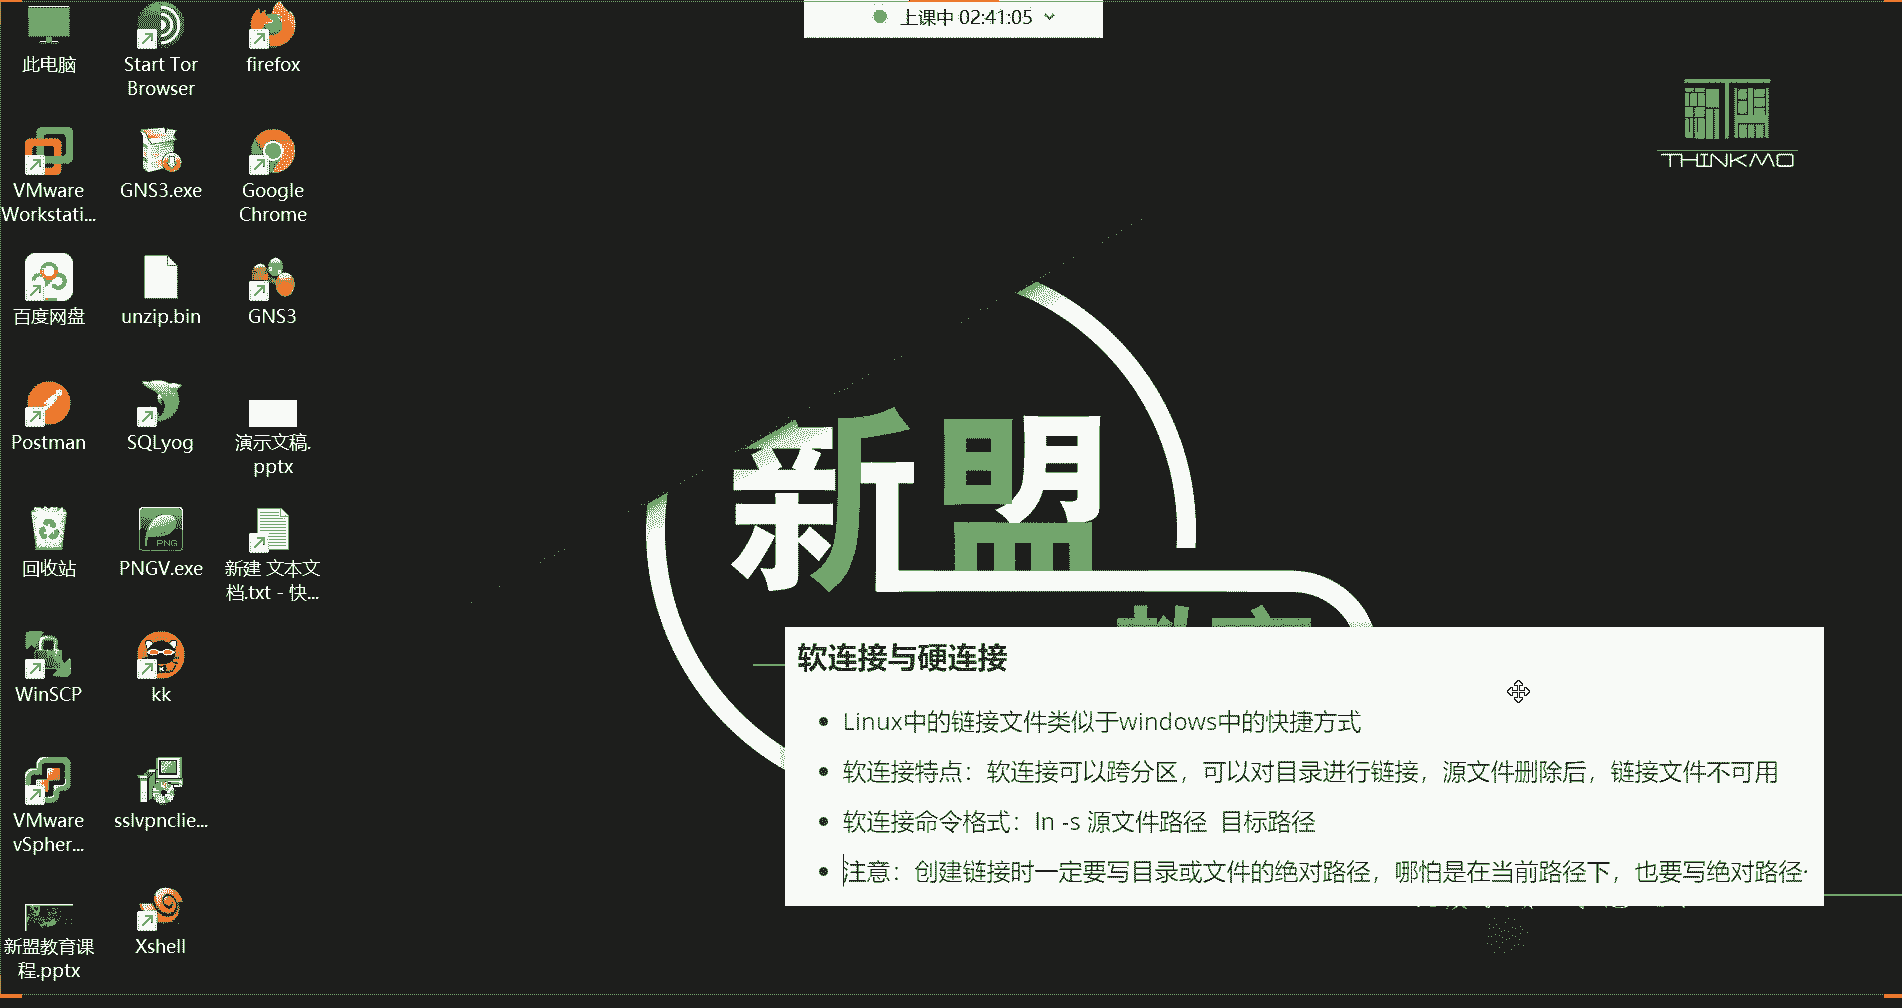 上课中 02:41:05
此电脑
Start Tor
Browser
firefox
THINKMO
VMware
Workstati...
GNS3.exe
Google
Chrome
百度网盘
unzip.bin
GNS3
Postman
SQLyog
演示文稿.
pptx
新盟
回收站
PNG
PNGV.exe
新建 文本文
档.txt - 快...
WinSCP
kk
VMware
vSpher...
sslvpnclie...
新盟教育课
程.pptx
Xshell
软连接与硬连接
Linux中的链接文件类似于windows中的快捷方式
软连接特点：软连接可以跨分区，可以对目录进行链接，源文件删除后，链接文件不可用
软连接命令格式：ln -s 源文件路径 目标路径
注意：创建链接时一定要写目录或文件的绝对路径，哪怕是在当前路径下，也要写绝对路径